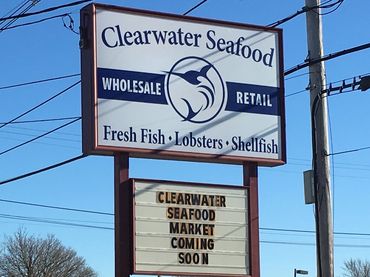 Clearwater Seafood
WHOLESALE RETAIL
Fresh Fish • Lobsters • Shellfish
CLEARWATER
SEAFOOD
MARKET
COMING
SOON